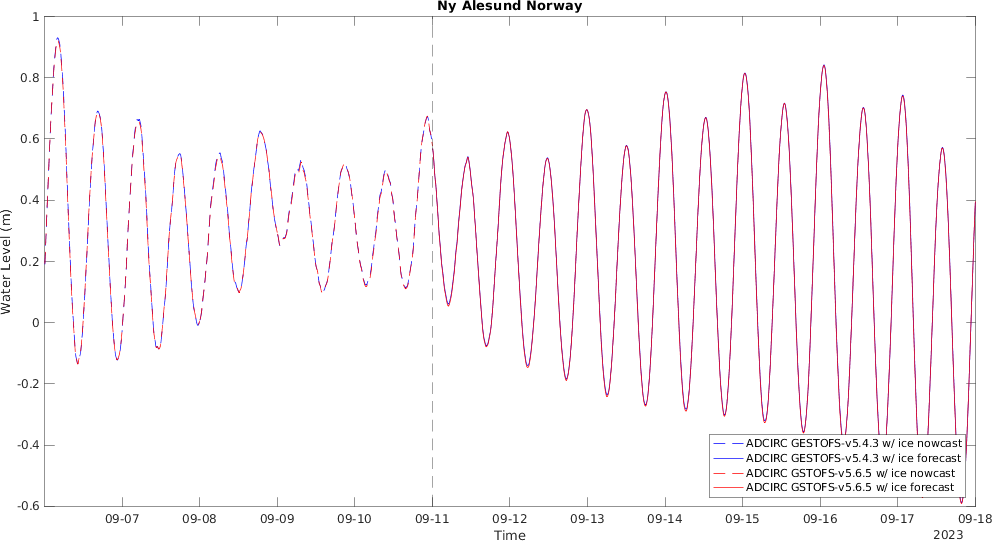 Ny Alesund Norway
1
0.8
0.6
0.4
0.2
0
-0.2
-0.4
-0.6
Water Level (m)
ADCIRC GESTOFS-v5.4.3 w/ ice nowcast
ADCIRC GESTOFS-v5.4.3 w/ ice forecast
ADCIRC GSTOFS-v5.6.5 w/ ice nowcast
ADCIRC GSTOFS-v5.6.5 w/ ice forecast
09-07 09-08 09-09 09-10 09-11 09-12 09-13 09-14 09-15 09-16 09-17 09-18
Time
2023